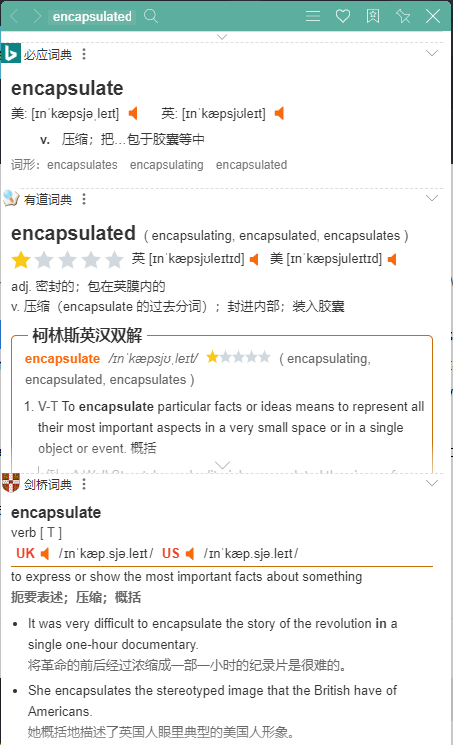 encapsulated
必应词典
encapsulate
美: [ɪnˈkæpsjəˌleɪt] 英: [ɪnˈkæpsjʊleɪt]
v. 压缩；把…包于胶囊等中
词形：encapsulates encapsulating encapsulated
有道词典
encapsulated ( encapsulating, encapsulated, encapsulates )
英 [ɪnˈkæpsjʊleɪtɪd] 美 [ɪnˈkæpsjuleɪtɪd]
adj. 密封的；包在荚膜内的
v. 压缩（encapsulate 的过去分词）；封进内部；装入胶囊
柯林斯英汉双解
encapsulate /ɪnˈkæpsjʊˌleɪt/ ( encapsulating,
encapsulated, encapsulates )
1. V-T To encapsulate particular facts or ideas means to represent all
their most important aspects in a very small space or in a single
object or event. 概括
剑桥词典
encapsulate
verb [ T ]
UK /ɪnˈkæp.sjə.leɪt/ US /ɪnˈkæp.sjə.leɪt/
to express or show the most important facts about something
扼要表述；压缩；概括
It was very difficult to encapsulate the story of the revolution in a
single one-hour documentary.
将革命的前后经过浓缩成一部一小时的纪录片是很难的。
She encapsulates the stereotyped image that the British have of
Americans.
她概括地描述了英国人眼里典型的美国人形象。